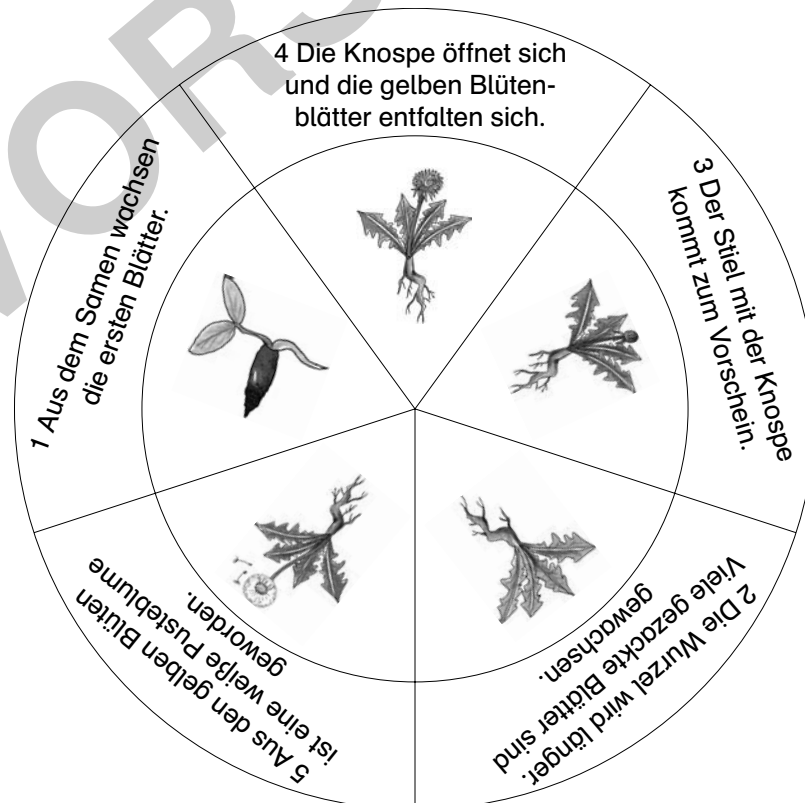 4 Die Knospe öffnet sich
und die gelben Blüten-
blätter entfalten sich.
3 Der Stiel mit der Knospe
kommt zum Vorschein.
2 Die Wurzel wird länger.
Viele gezackte Blätter sind
gewachsen.
5 Aus den gelben Blüten
ist eine weiße Pusteblume
geworden.
1 Aus dem Samen wachsen
die ersten Blätter.
VORS